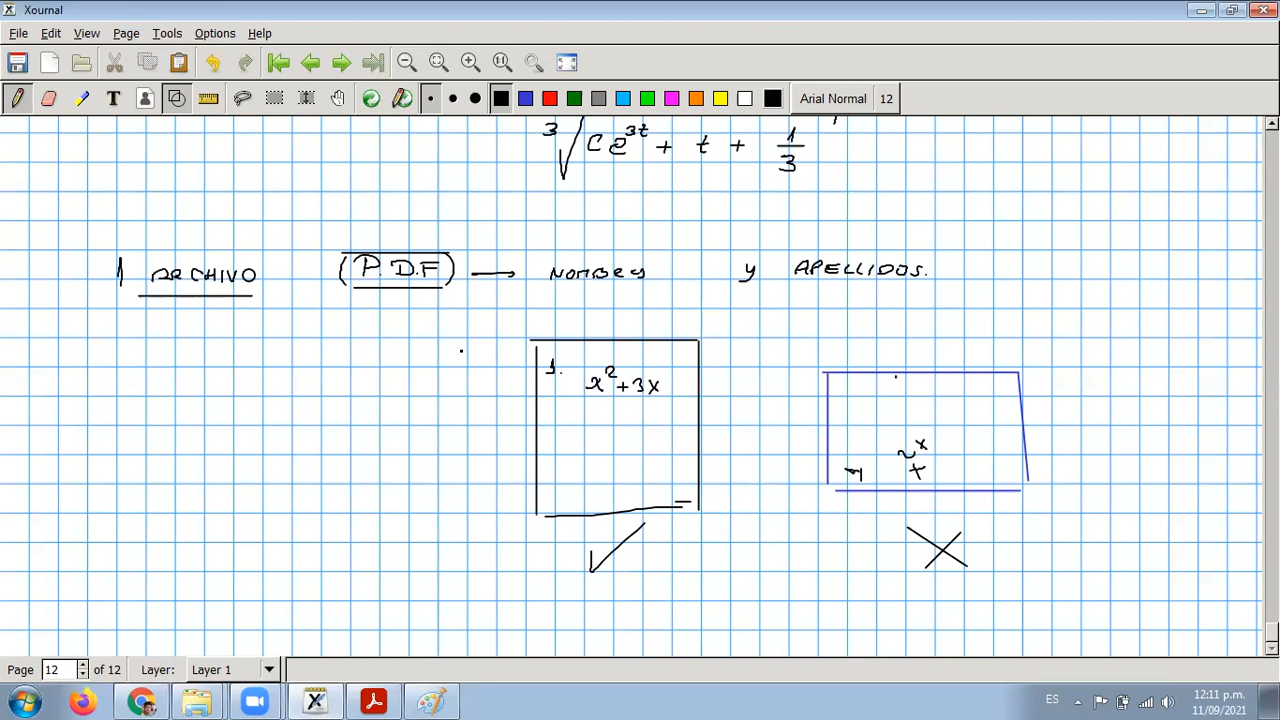 Xournal
File Edit View Page Tools Options Help
Arial Normal 12
3 √ C e^3t + t + 1/3
1 ARCHIVO (P.D.F) → NOMBRES y APELLIDOS.
1. x² + 3x
Page 12 of 12 Layer: Layer 1
ES 12:11 p.m.
11/09/2021